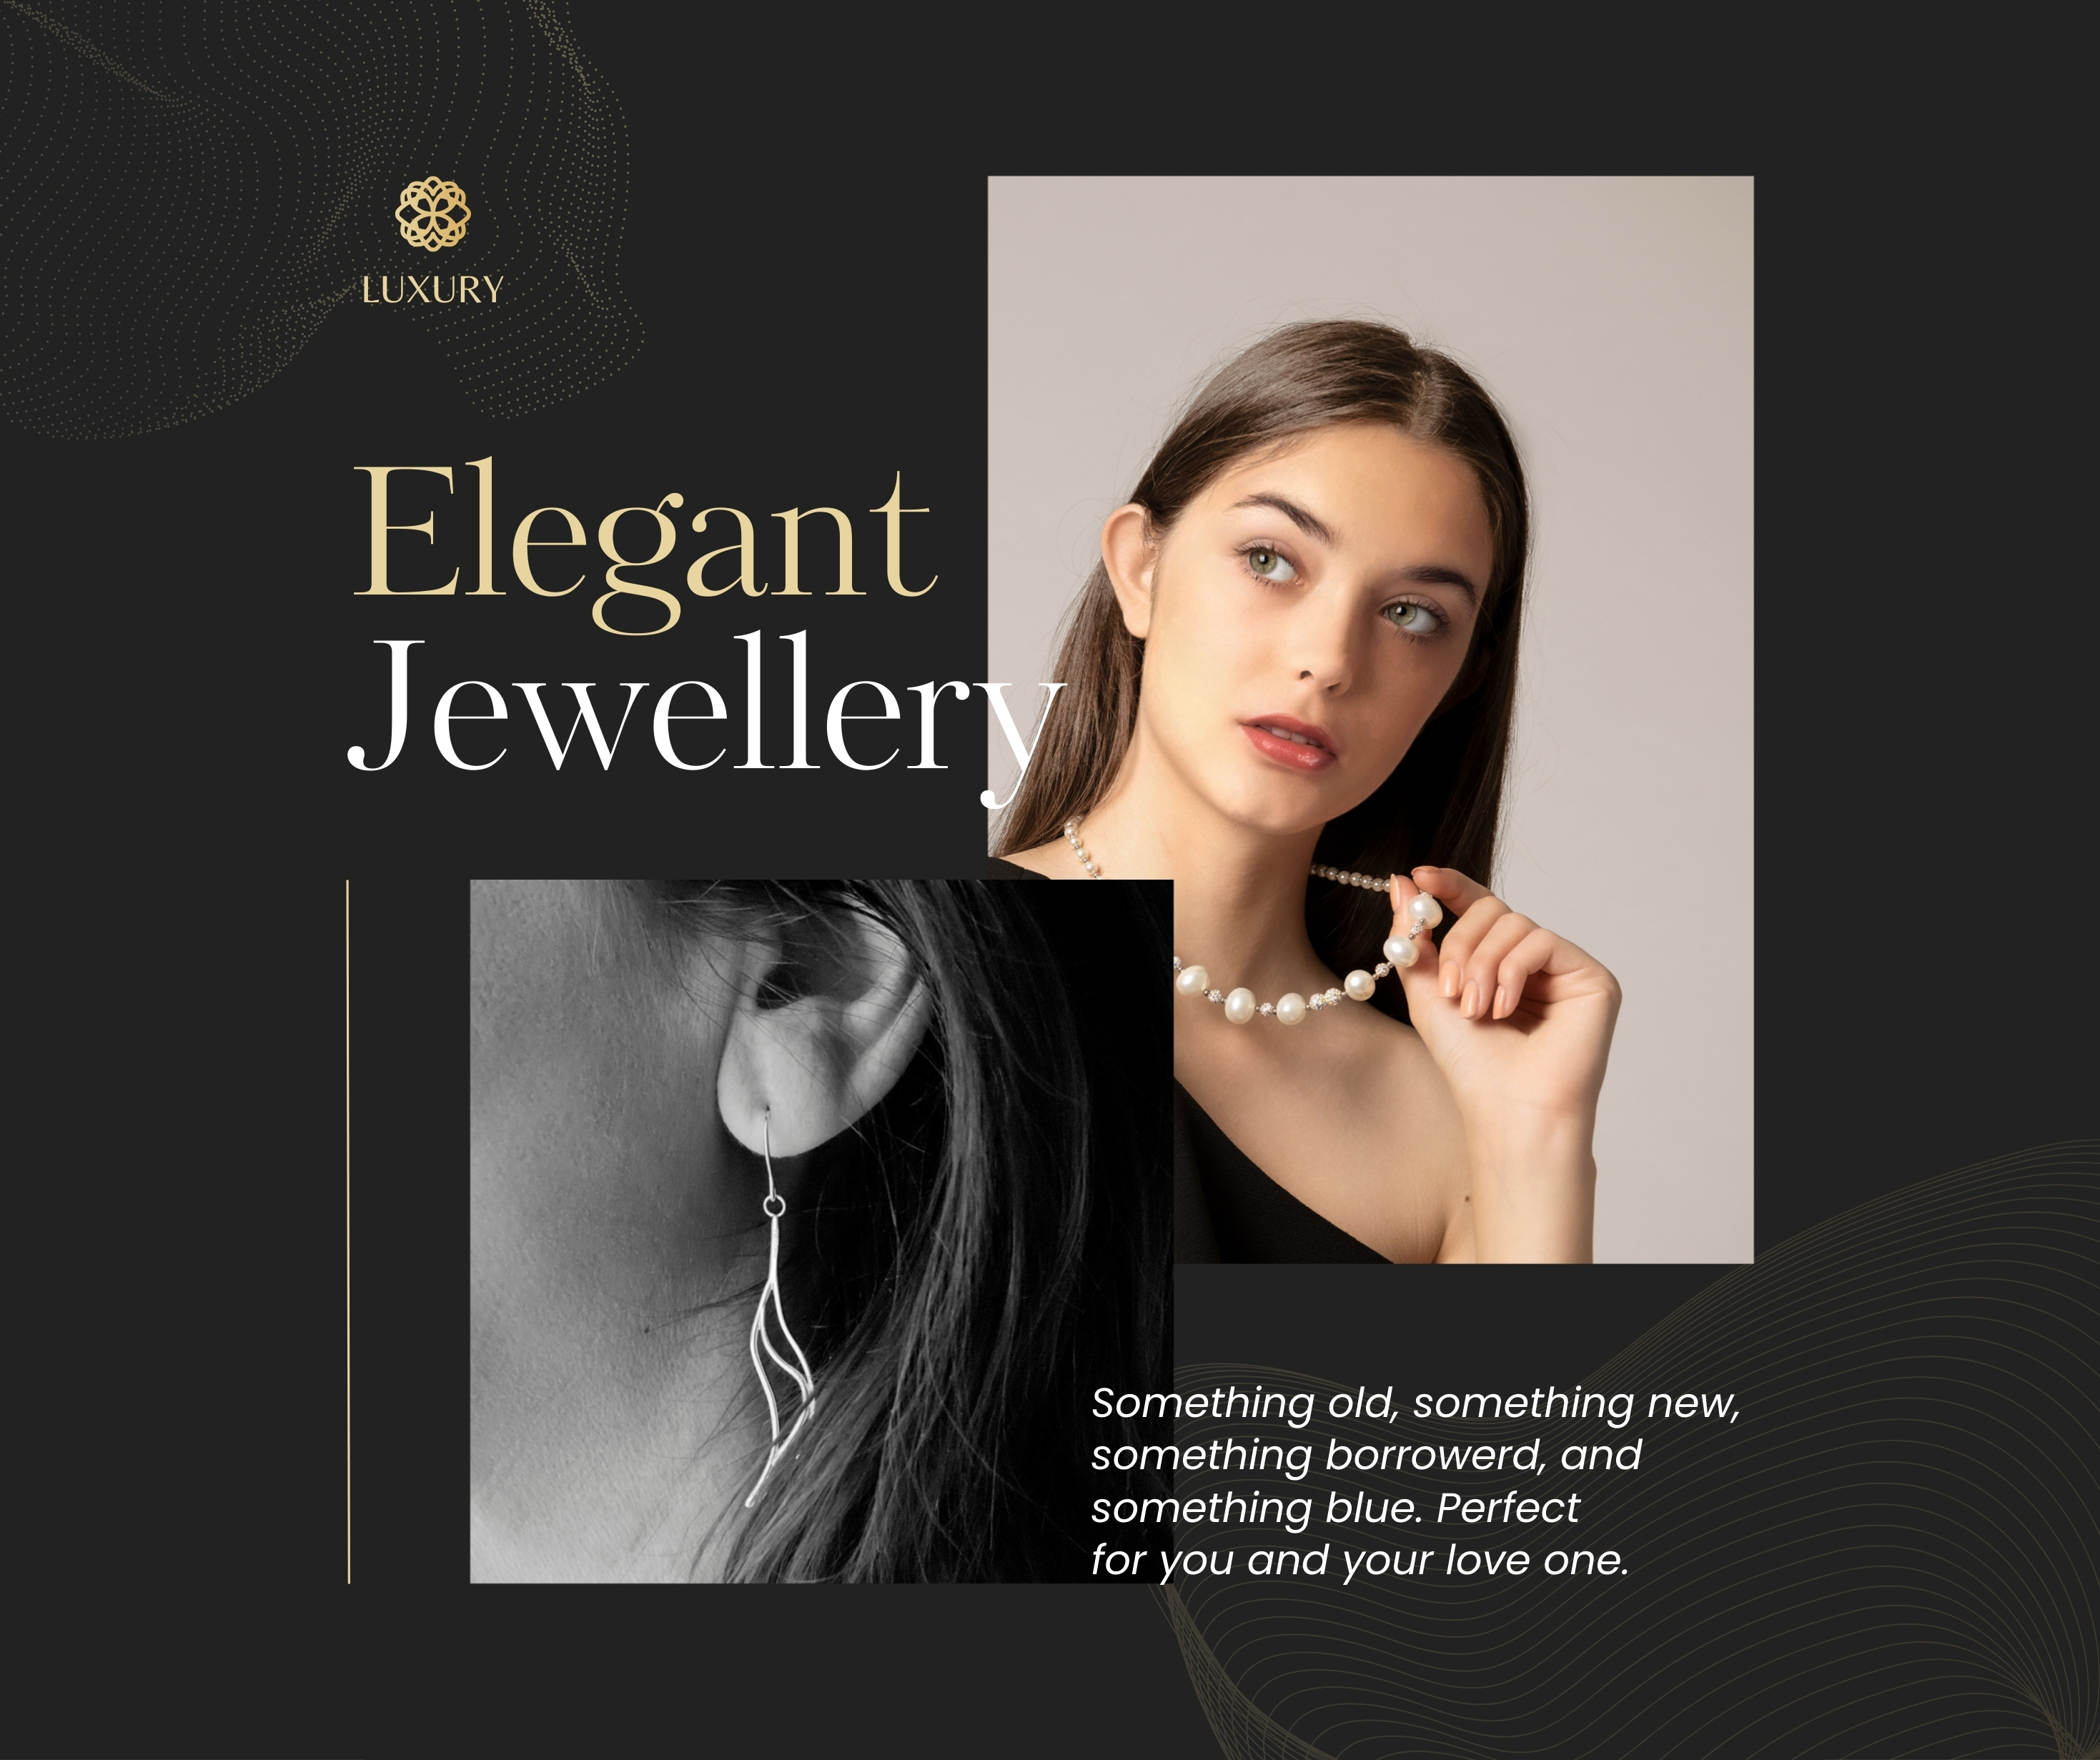 LUXURY
Elegant
Jewellery
Something old, something new,
something borrowerd, and
something blue. Perfect
for you and your love one.